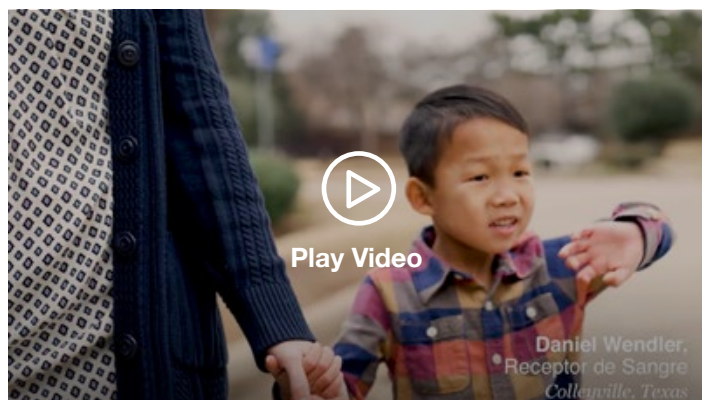 Play Video
Daniel Wendler,
Receptor de Sangre
Colleyville, Texas